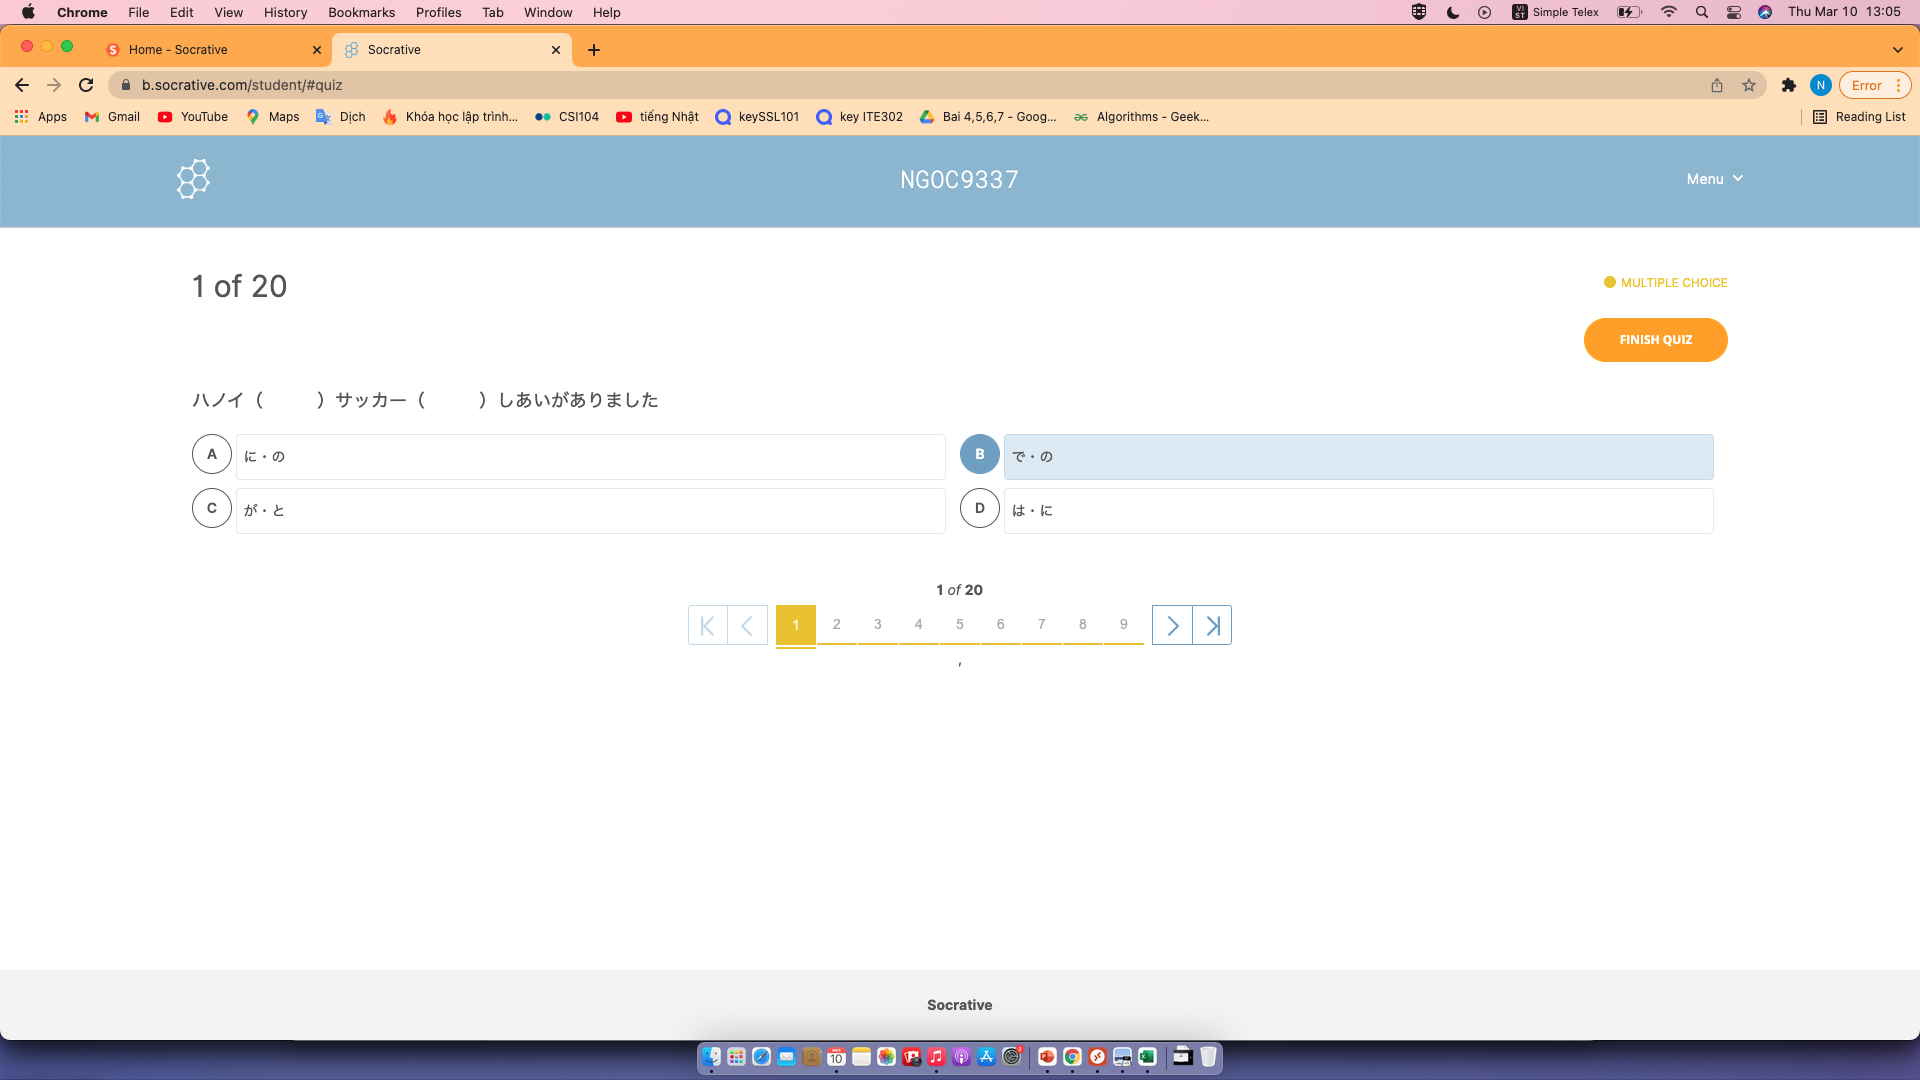 Chrome File Edit View History Bookmarks Profiles Tab Window Help VI ST Simple Telex Thu Mar 10 13:05
Home - Socrative Socrative
b.socrative.com/student/#quiz N Error
Apps Gmail YouTube Maps Dịch Khóa học lập trình... CSI104 tiếng Nhật keySSL101 key ITE302 Bai 4,5,6,7 - Goog... Algorithms - Geek... Reading List
NGOC9337 Menu
1 of 20 MULTIPLE CHOICE
FINISH QUIZ
ハノイ（　　　）サッカー（　　　）しあいがありました
A に・の B で・の
C が・と D は・に
1 of 20
1 2 3 4 5 6 7 8 9
,
Socrative
10